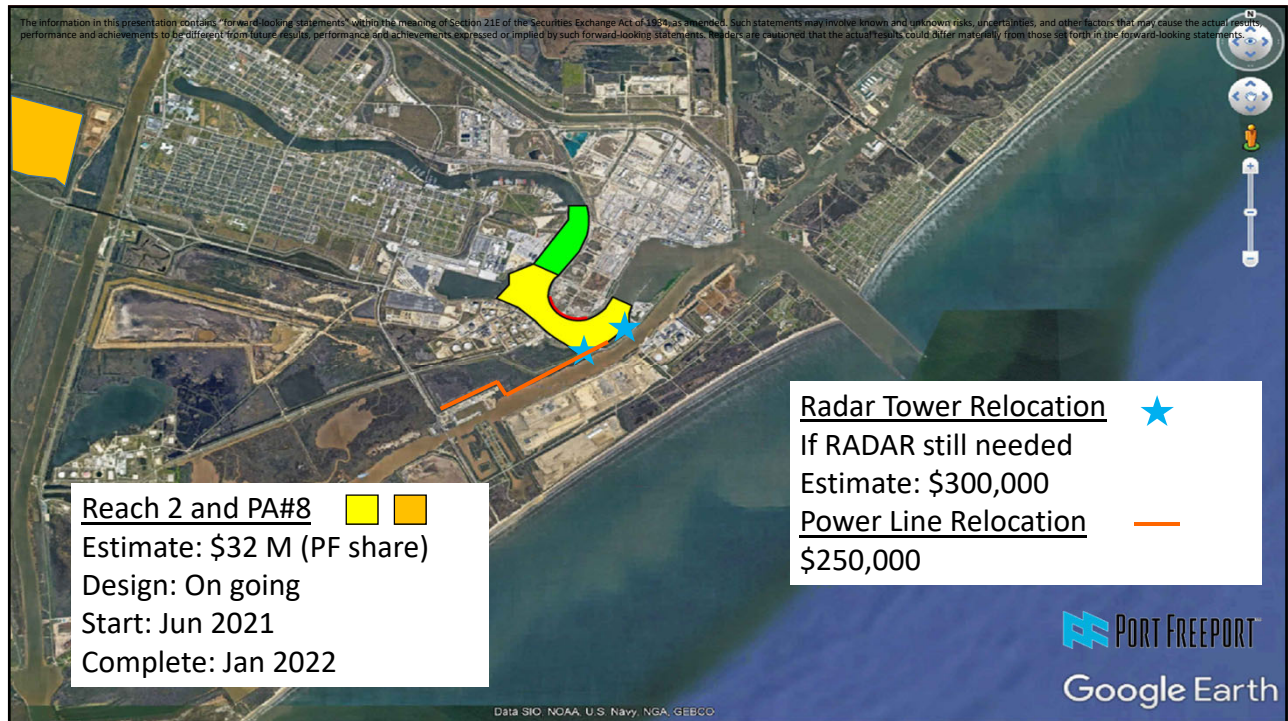 The information in this presentation contains "forward-looking statements" within the meaning of Section 21E of the Securities Exchange Act of 1934, as amended. Such statements may involve known and unknown risks, uncertainties, and other factors that may cause the actual results,
performance and achievements to be different from future results, performance and achievements expressed or implied by such forward-looking statements. Readers are cautioned that the actual results could differ materially from those set forth in the forward-looking statements.
N
Radar Tower Relocation
If RADAR still needed
Estimate: $300,000
Power Line Relocation
$250,000
Reach 2 and PA#8
Estimate: $32 M (PF share)
Design: On going
Start: Jun 2021
Complete: Jan 2022
PORT FREEPORT
Google Earth
Data SIO, NOAA, U.S. Navy, NGA, GEBCO